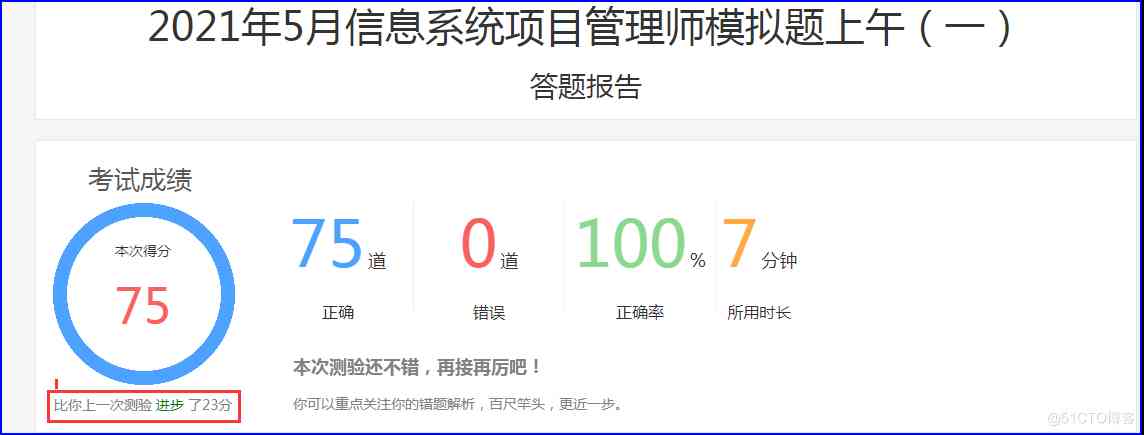 2021年5月信息系统项目管理师模拟题上午（一）
答题报告
考试成绩
本次得分
75
比你上一次测验 进步 了23分
75 道
正确
0 道
错误
100 %
正确率
7 分钟
所用时长
本次测验还不错，再接再厉吧！
你可以重点关注你的错题解析，百尺竿头，更近一步。
@51CTO博客